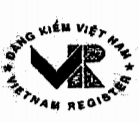 ĐĂNG KIỂM VIỆT NAM
VR
VIETNAM REGISTER